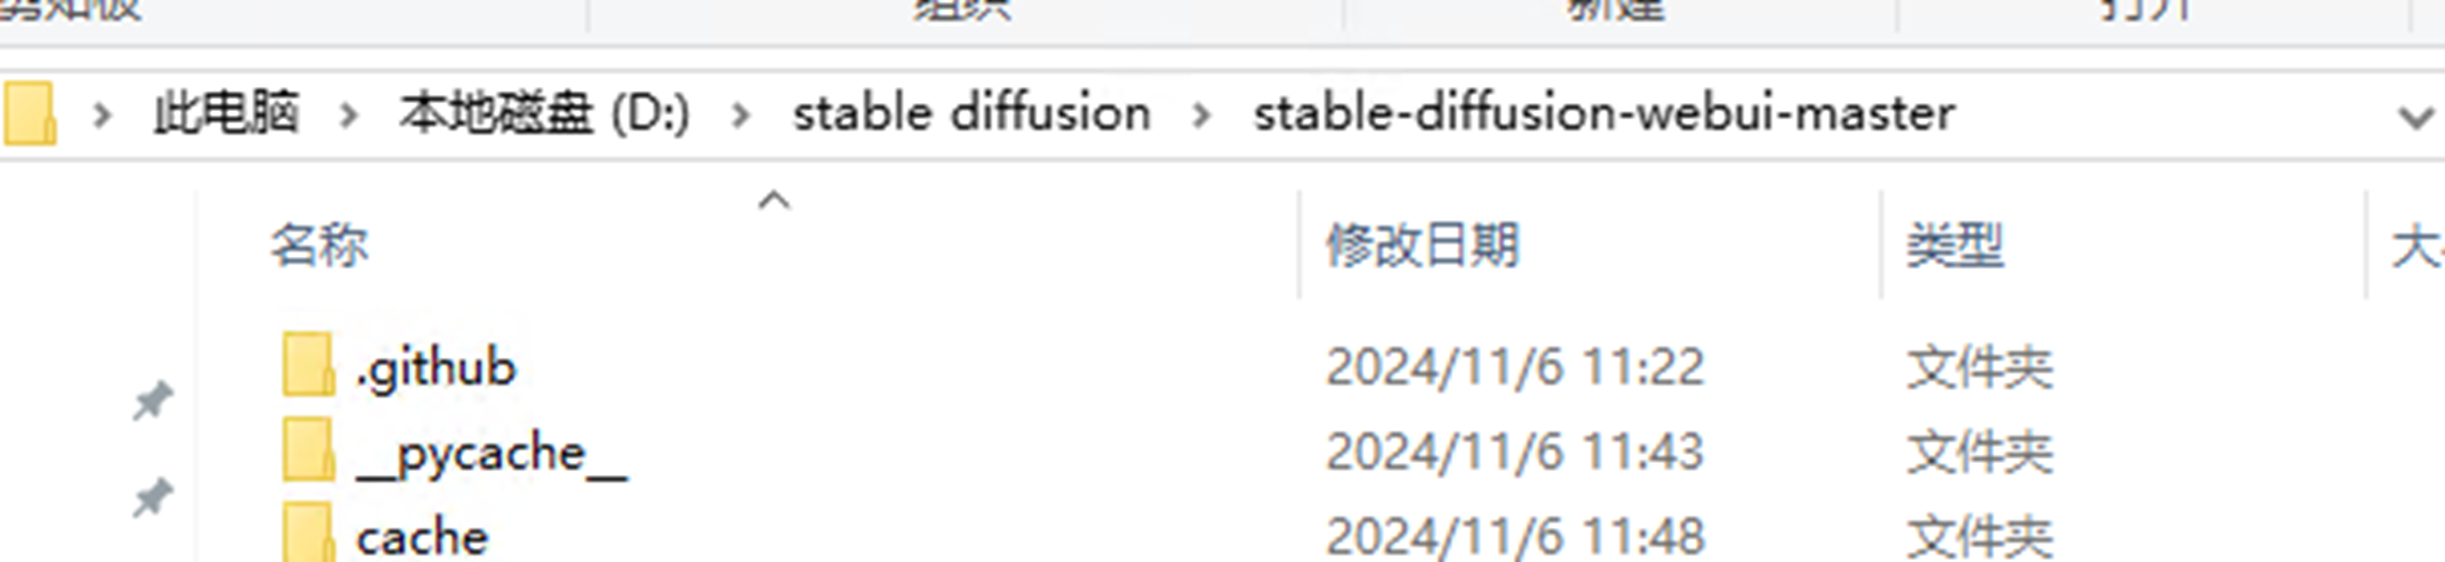 剪贴板 组织 新建 打开
此电脑 > 本地磁盘 (D:) > stable diffusion > stable-diffusion-webui-master
名称 修改日期 类型
.github 2024/11/6 11:22 文件夹
__pycache__ 2024/11/6 11:43 文件夹
cache 2024/11/6 11:48 文件夹